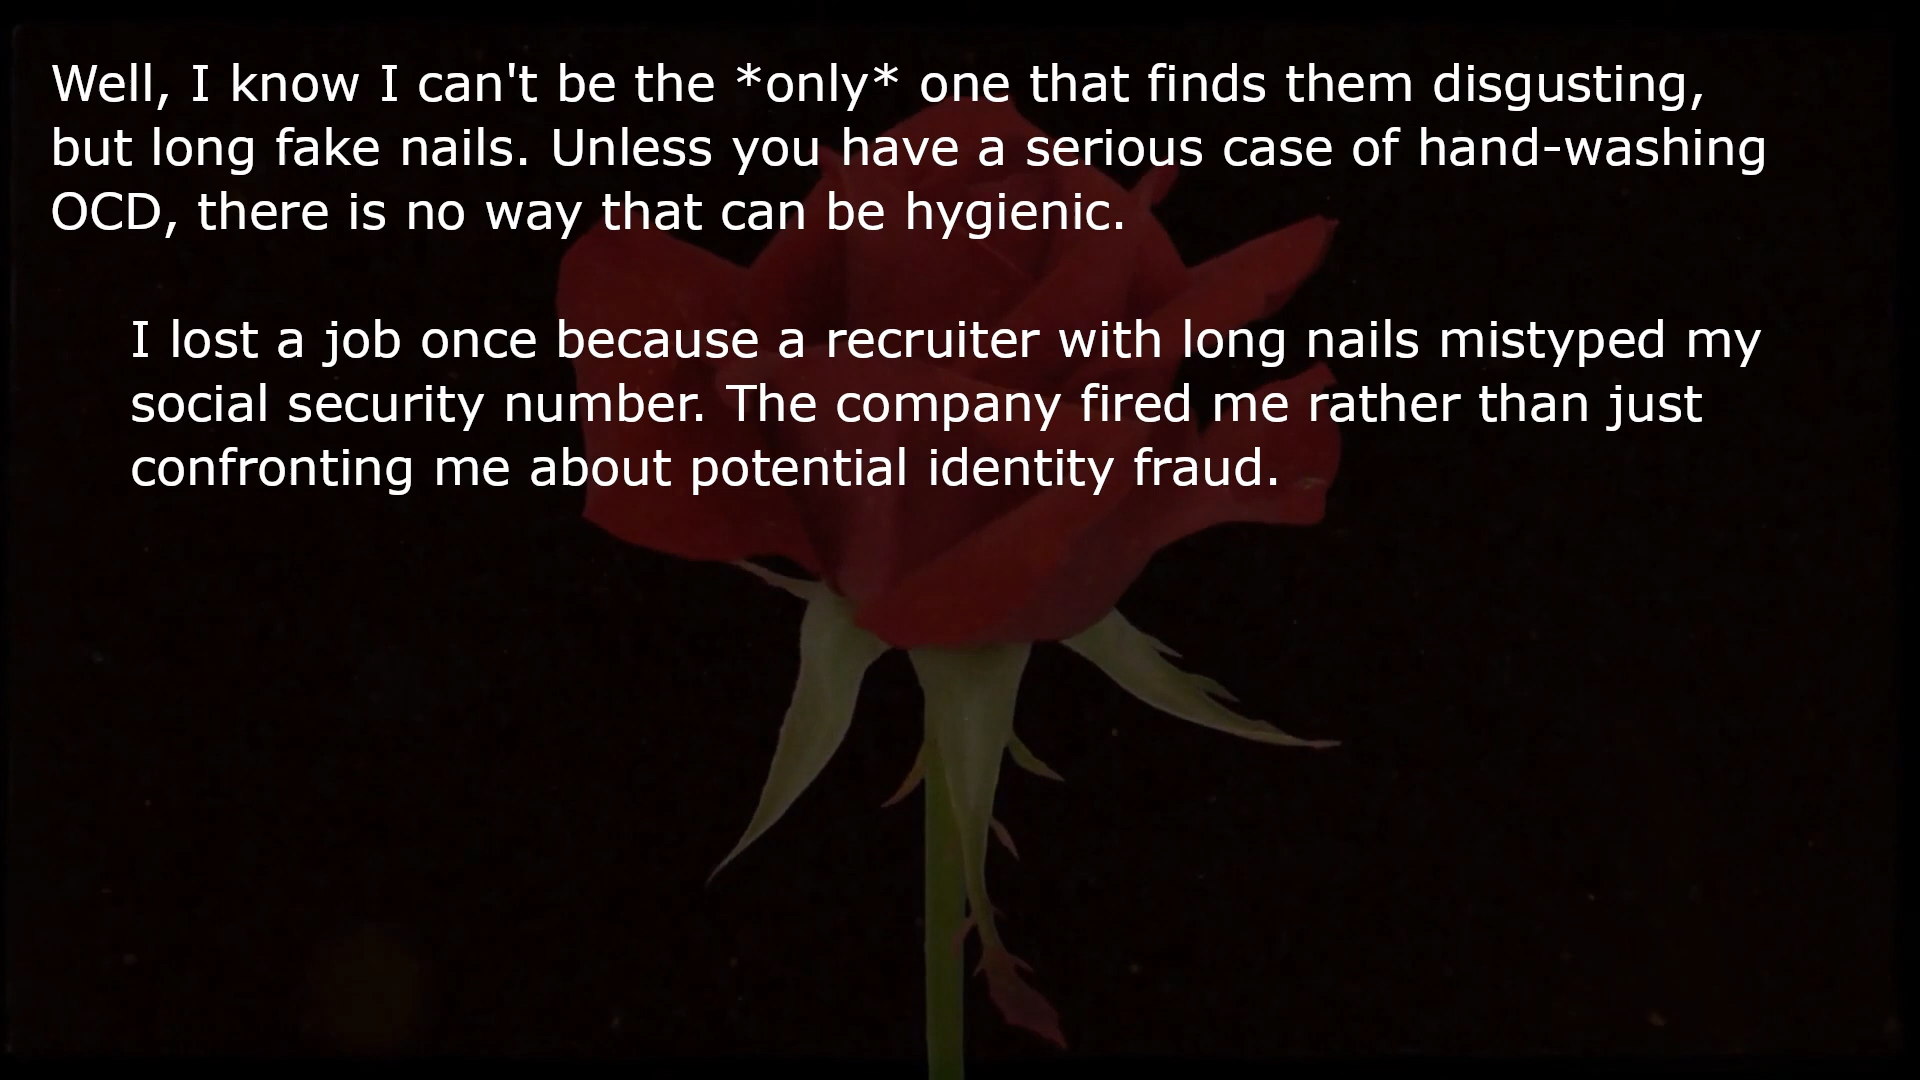 Well, I know I can't be the *only* one that finds them disgusting,
but long fake nails. Unless you have a serious case of hand-washing
OCD, there is no way that can be hygienic.
I lost a job once because a recruiter with long nails mistyped my
social security number. The company fired me rather than just
confronting me about potential identity fraud.